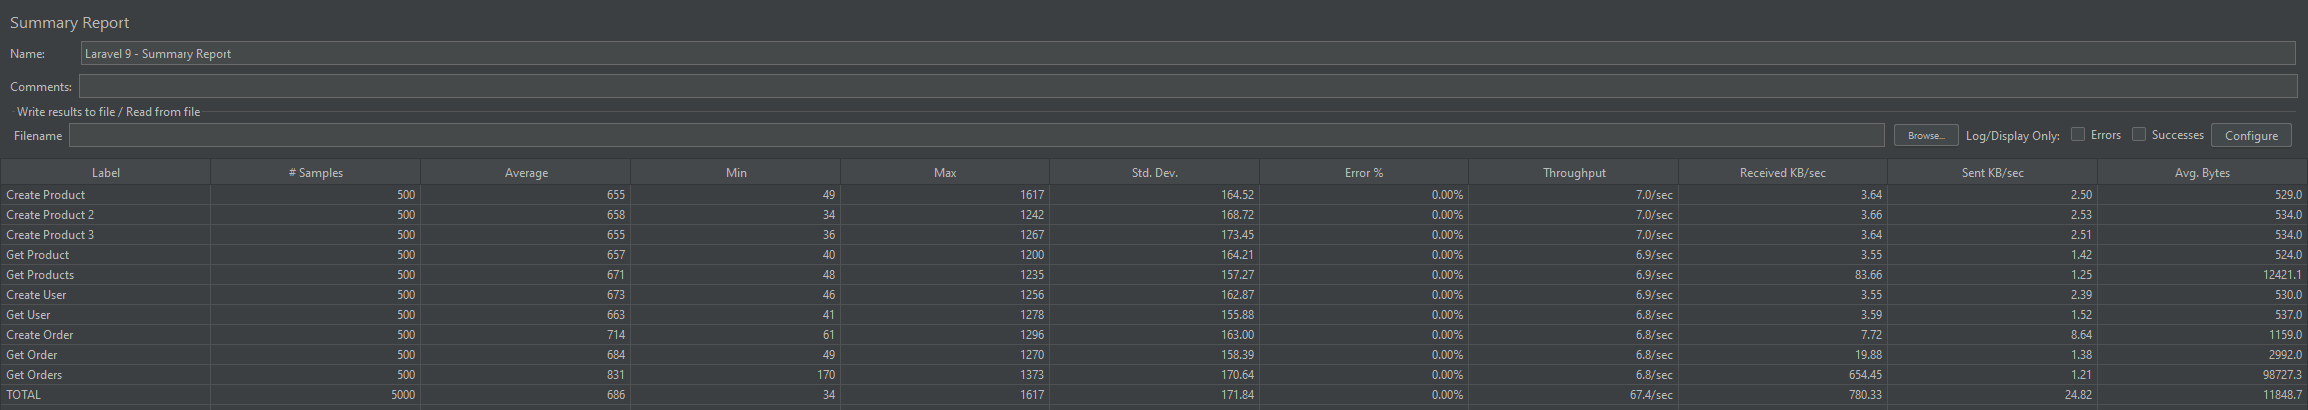 Summary Report
Name: Laravel 9 - Summary Report
Comments:
Write results to file / Read from file
Filename Browse... Log/Display Only: Errors Successes Configure
Label # Samples Average Min Max Std. Dev. Error % Throughput Received KB/sec Sent KB/sec Avg. Bytes
Create Product 500 655 49 1617 164.52 0.00% 7.0/sec 3.64 2.50 529.0
Create Product 2 500 658 34 1242 168.72 0.00% 7.0/sec 3.66 2.53 534.0
Create Product 3 500 655 36 1267 173.45 0.00% 7.0/sec 3.64 2.51 534.0
Get Product 500 657 40 1200 164.21 0.00% 6.9/sec 3.55 1.42 524.0
Get Products 500 671 48 1235 157.27 0.00% 6.9/sec 83.66 1.25 12421.1
Create User 500 673 46 1256 162.87 0.00% 6.9/sec 3.55 2.39 530.0
Get User 500 663 41 1278 155.88 0.00% 6.8/sec 3.59 1.52 537.0
Create Order 500 714 61 1296 163.00 0.00% 6.8/sec 7.72 8.64 1159.0
Get Order 500 684 49 1270 158.39 0.00% 6.8/sec 19.88 1.38 2992.0
Get Orders 500 831 170 1373 170.64 0.00% 6.8/sec 654.45 1.21 98727.3
TOTAL 5000 686 34 1617 171.84 0.00% 67.4/sec 780.33 24.82 11848.7